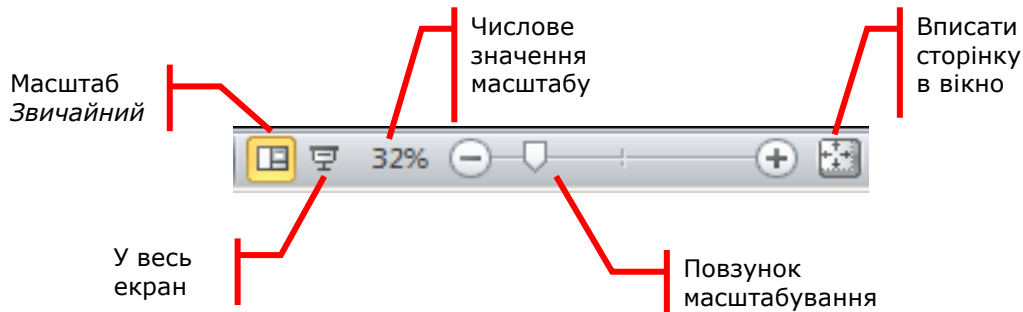 Числове
значення
масштабу
Вписати
сторінку
в вікно
Масштаб
Звичайний
32%
У весь
екран
Повзунок
масштабування